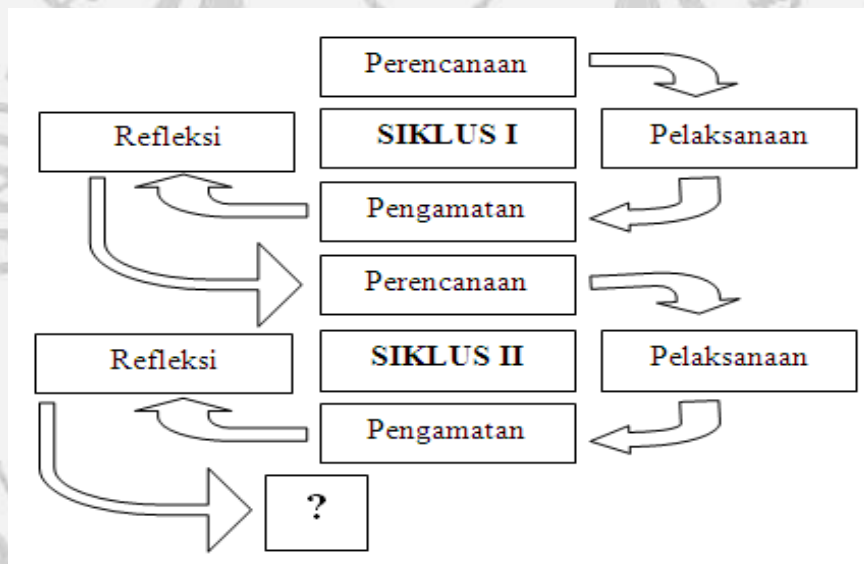 Perencanaan
Refleksi
SIKLUS I
Pelaksanaan
Pengamatan
Perencanaan
Refleksi
SIKLUS II
Pelaksanaan
Pengamatan
?